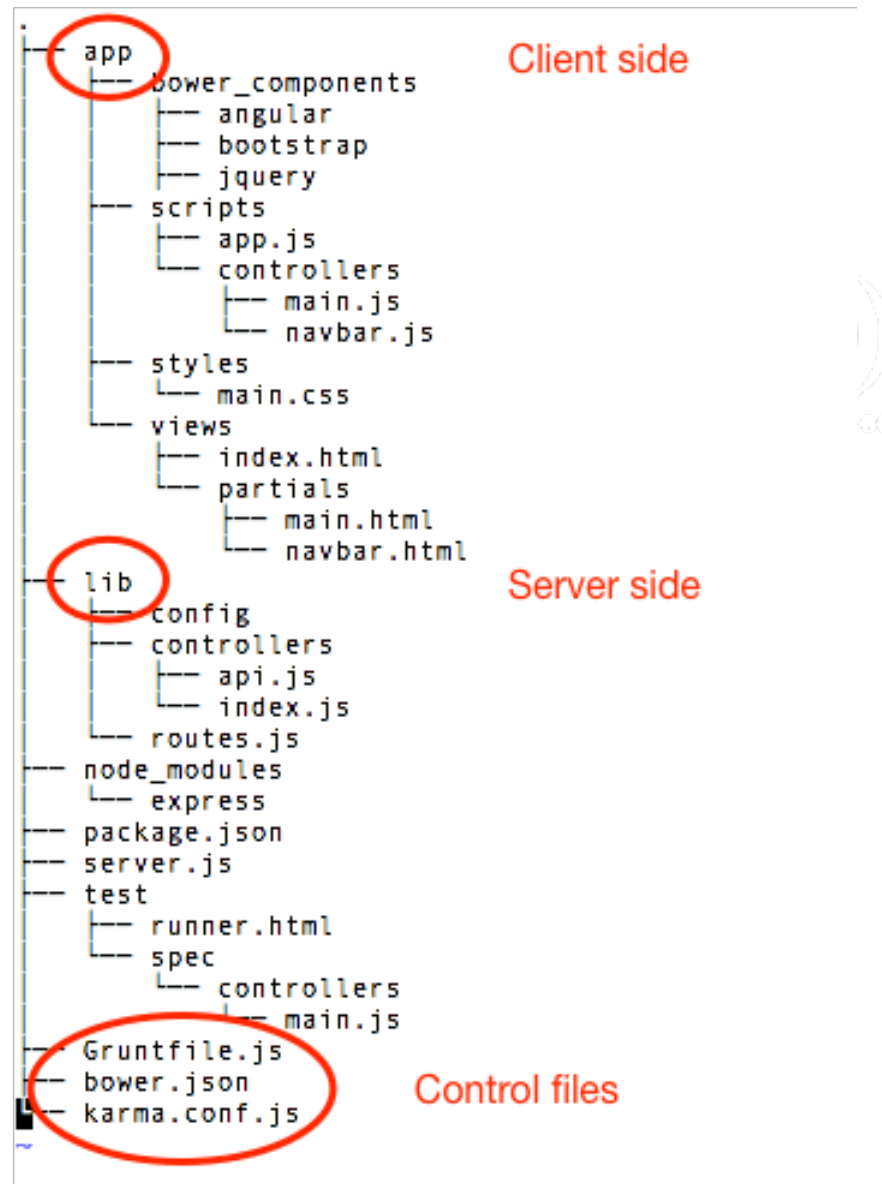 .
├── app Client side
│   ├── bower_components
│   │   ├── angular
│   │   ├── bootstrap
│   │   ├── jquery
│   ├── scripts
│   │   ├── app.js
│   │   └── controllers
│   │       ├── main.js
│   │       └── navbar.js
│   ├── styles
│   │   └── main.css
│   └── views
│       ├── index.html
│       └── partials
│           ├── main.html
│           └── navbar.html
├── lib Server side
│   ├── config
│   ├── controllers
│   │   ├── api.js
│   │   └── index.js
│   └── routes.js
├── node_modules
│   └── express
├── package.json
├── server.js
├── test
│   ├── runner.html
│   └── spec
│       └── controllers
│           └── main.js
├── Gruntfile.js
├── bower.json Control files
└── karma.conf.js
~